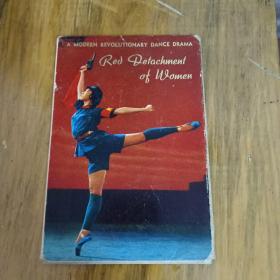 A MODERN REVOLUTIONARY DANCE DRAMA
Red Detachment
of Women